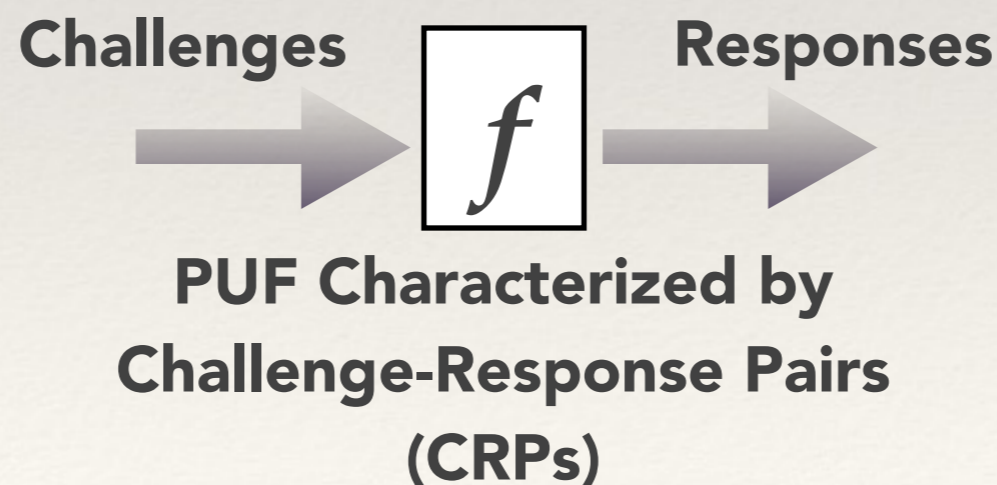 Challenges
Responses
f
PUF Characterized by
Challenge-Response Pairs
(CRPs)